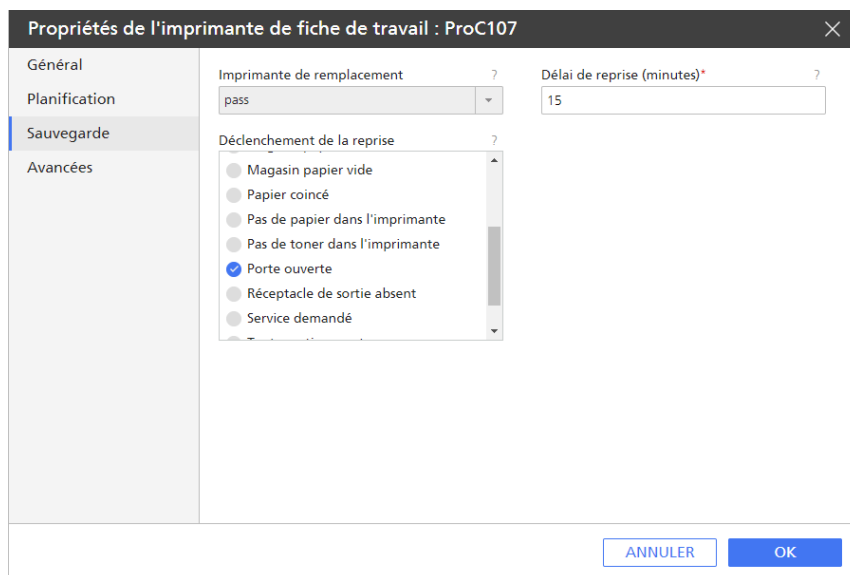 Propriétés de l'imprimante de fiche de travail : ProC107
Général
Planification
Sauvegarde
Avancées
Imprimante de remplacement ?
pass
Délai de reprise (minutes)* ?
15
Déclenchement de la reprise ?
Magasin papier vide
Papier coincé
Pas de papier dans l'imprimante
Pas de toner dans l'imprimante
Porte ouverte
Réceptacle de sortie absent
Service demandé
ANNULER
OK